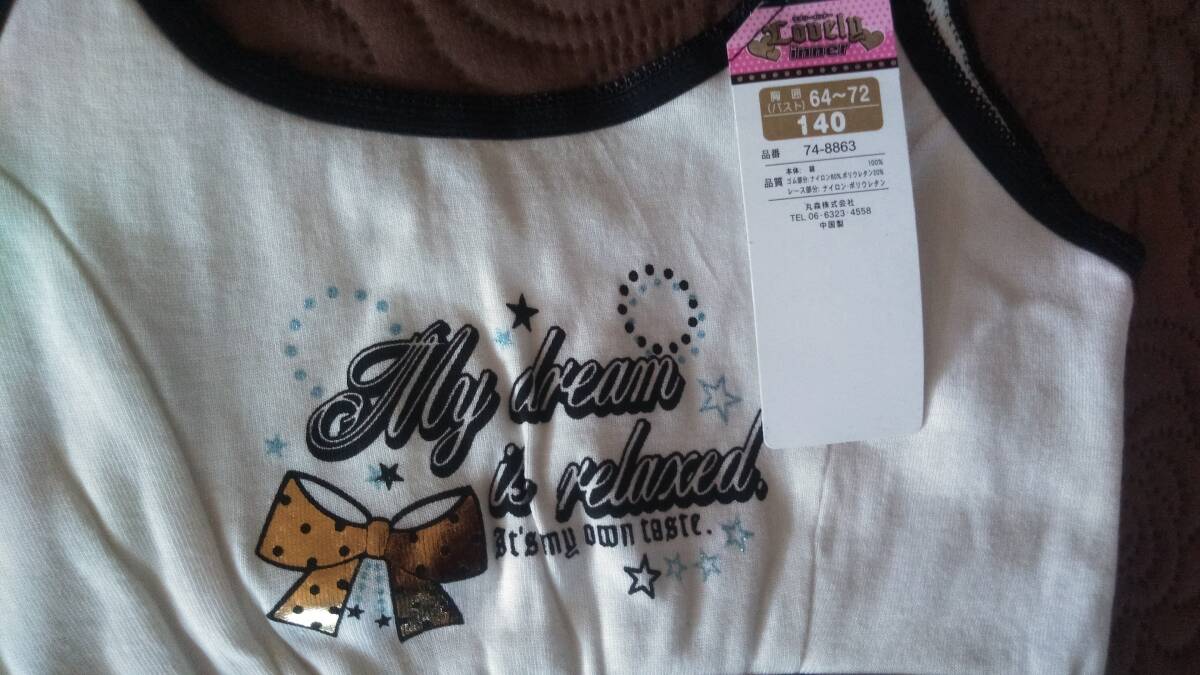 Lovely
inner
胸囲
(バスト) 64〜72
140
品番 74-8863
本体: 綿 100%
品質 ゴム部分:ナイロン80%,ポリウレタン20%
レース部分: ナイロン・ポリウレタン
丸森株式会社
TEL 06-6323-4558
中国製
My dream
is relaxed.
It's my own taste.